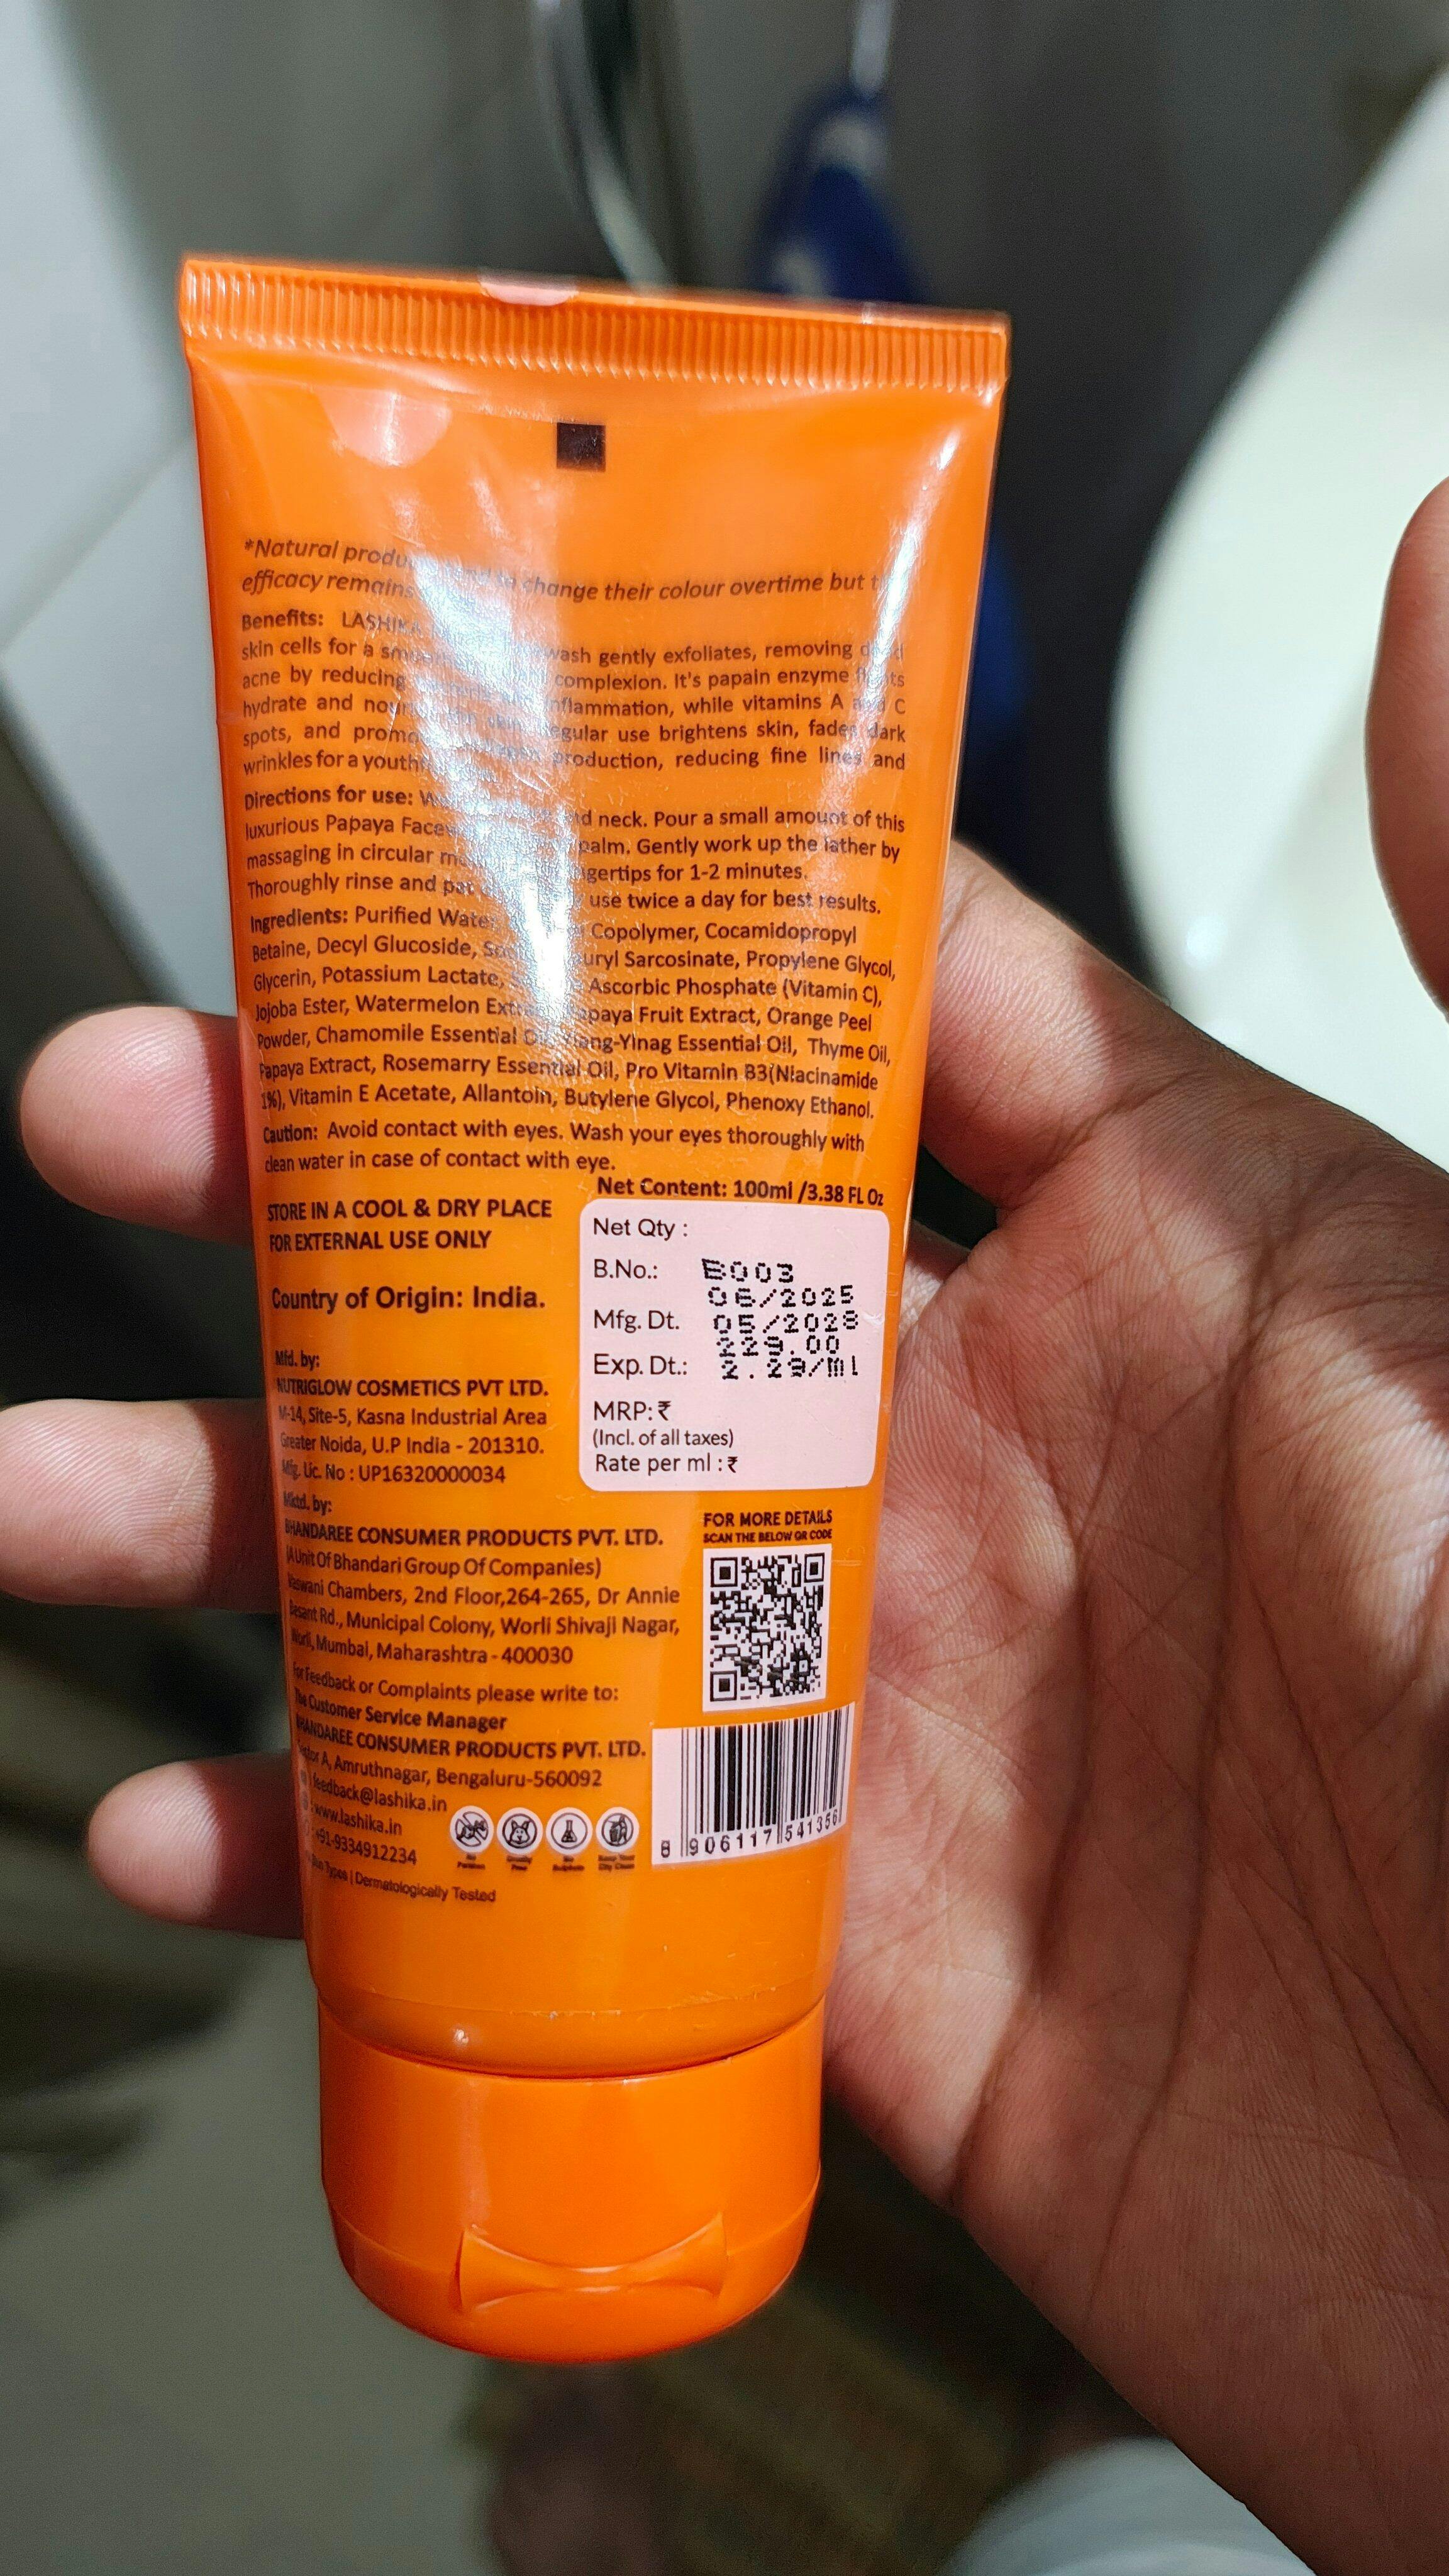 *Natural to change their colour overtime but
efficacy remains
Benefits: LASHIKA wash gently exfoliates, removing dead
skin cells for a complexion. It's papain enzyme fights
acne by reducing inflammation, while vitamins A and C
hydrate and regular use brightens skin, fades dark
spots, and production, reducing fine lines and
wrinkles for a
Directions for use: neck. Pour a small amount of this
luxurious Papaya palm. Gently work up the lather by
massaging in circular for 1-2 minutes.
Thoroughly rinse and pat use twice a day for best results.
Ingredients: Purified Water Copolymer, Cocamidopropyl
Betaine, Decyl Glucoside, Sarcosinate, Propylene Glycol,
Glycerin, Potassium Lactate, Ascorbic Phosphate (Vitamin C),
Jojoba Ester, Watermelon Extract, Papaya Fruit Extract, Orange Peel
Powder, Chamomile Essential Oil, Ylang-Ylnag Essential Oil, Thyme Oil,
Papaya Extract, Rosemarry Essential Oil, Pro Vitamin B3(Niacinamide
1%), Vitamin E Acetate, Allantoin, Butylene Glycol, Phenoxy Ethanol.
Caution: Avoid contact with eyes. Wash your eyes thoroughly with
clean water in case of contact with eye.
STORE IN A COOL & DRY PLACE
FOR EXTERNAL USE ONLY
Country of Origin: India.
Net Content: 100ml /3.38 FL Oz
Net Qty :
B.No.: B003
06/2025
Mfg. Dt. 05/2028
229.00
Exp. Dt.: 2.29/ml
MRP: ₹
(Incl. of all taxes)
Rate per ml : ₹
Mfd. by:
NUTRIGLOW COSMETICS PVT LTD.
M-14, Site-5, Kasna Industrial Area
Greater Noida, U.P India - 201310.
Mfg. Lic. No : UP16320000034
Mktd. by:
BHANDAREE CONSUMER PRODUCTS PVT. LTD.
(A Unit Of Bhandari Group Of Companies)
Vaswani Chambers, 2nd Floor,264-265, Dr Annie
Besant Rd., Municipal Colony, Worli Shivaji Nagar,
Worli, Mumbai, Maharashtra - 400030
For Feedback or Complaints please write to:
The Customer Service Manager
BHANDAREE CONSUMER PRODUCTS PVT. LTD.
Sector A, Amruthnagar, Bengaluru-560092
feedback@lashika.in
www.lashika.in
+91-9334912234
Skin Types | Dermatologically Tested
FOR MORE DETAILS
SCAN THE BELOW QR CODE
No
Paraben
Cruelty
Free
No
Sulphate
Keep Your
City Clean
8 906117 541356